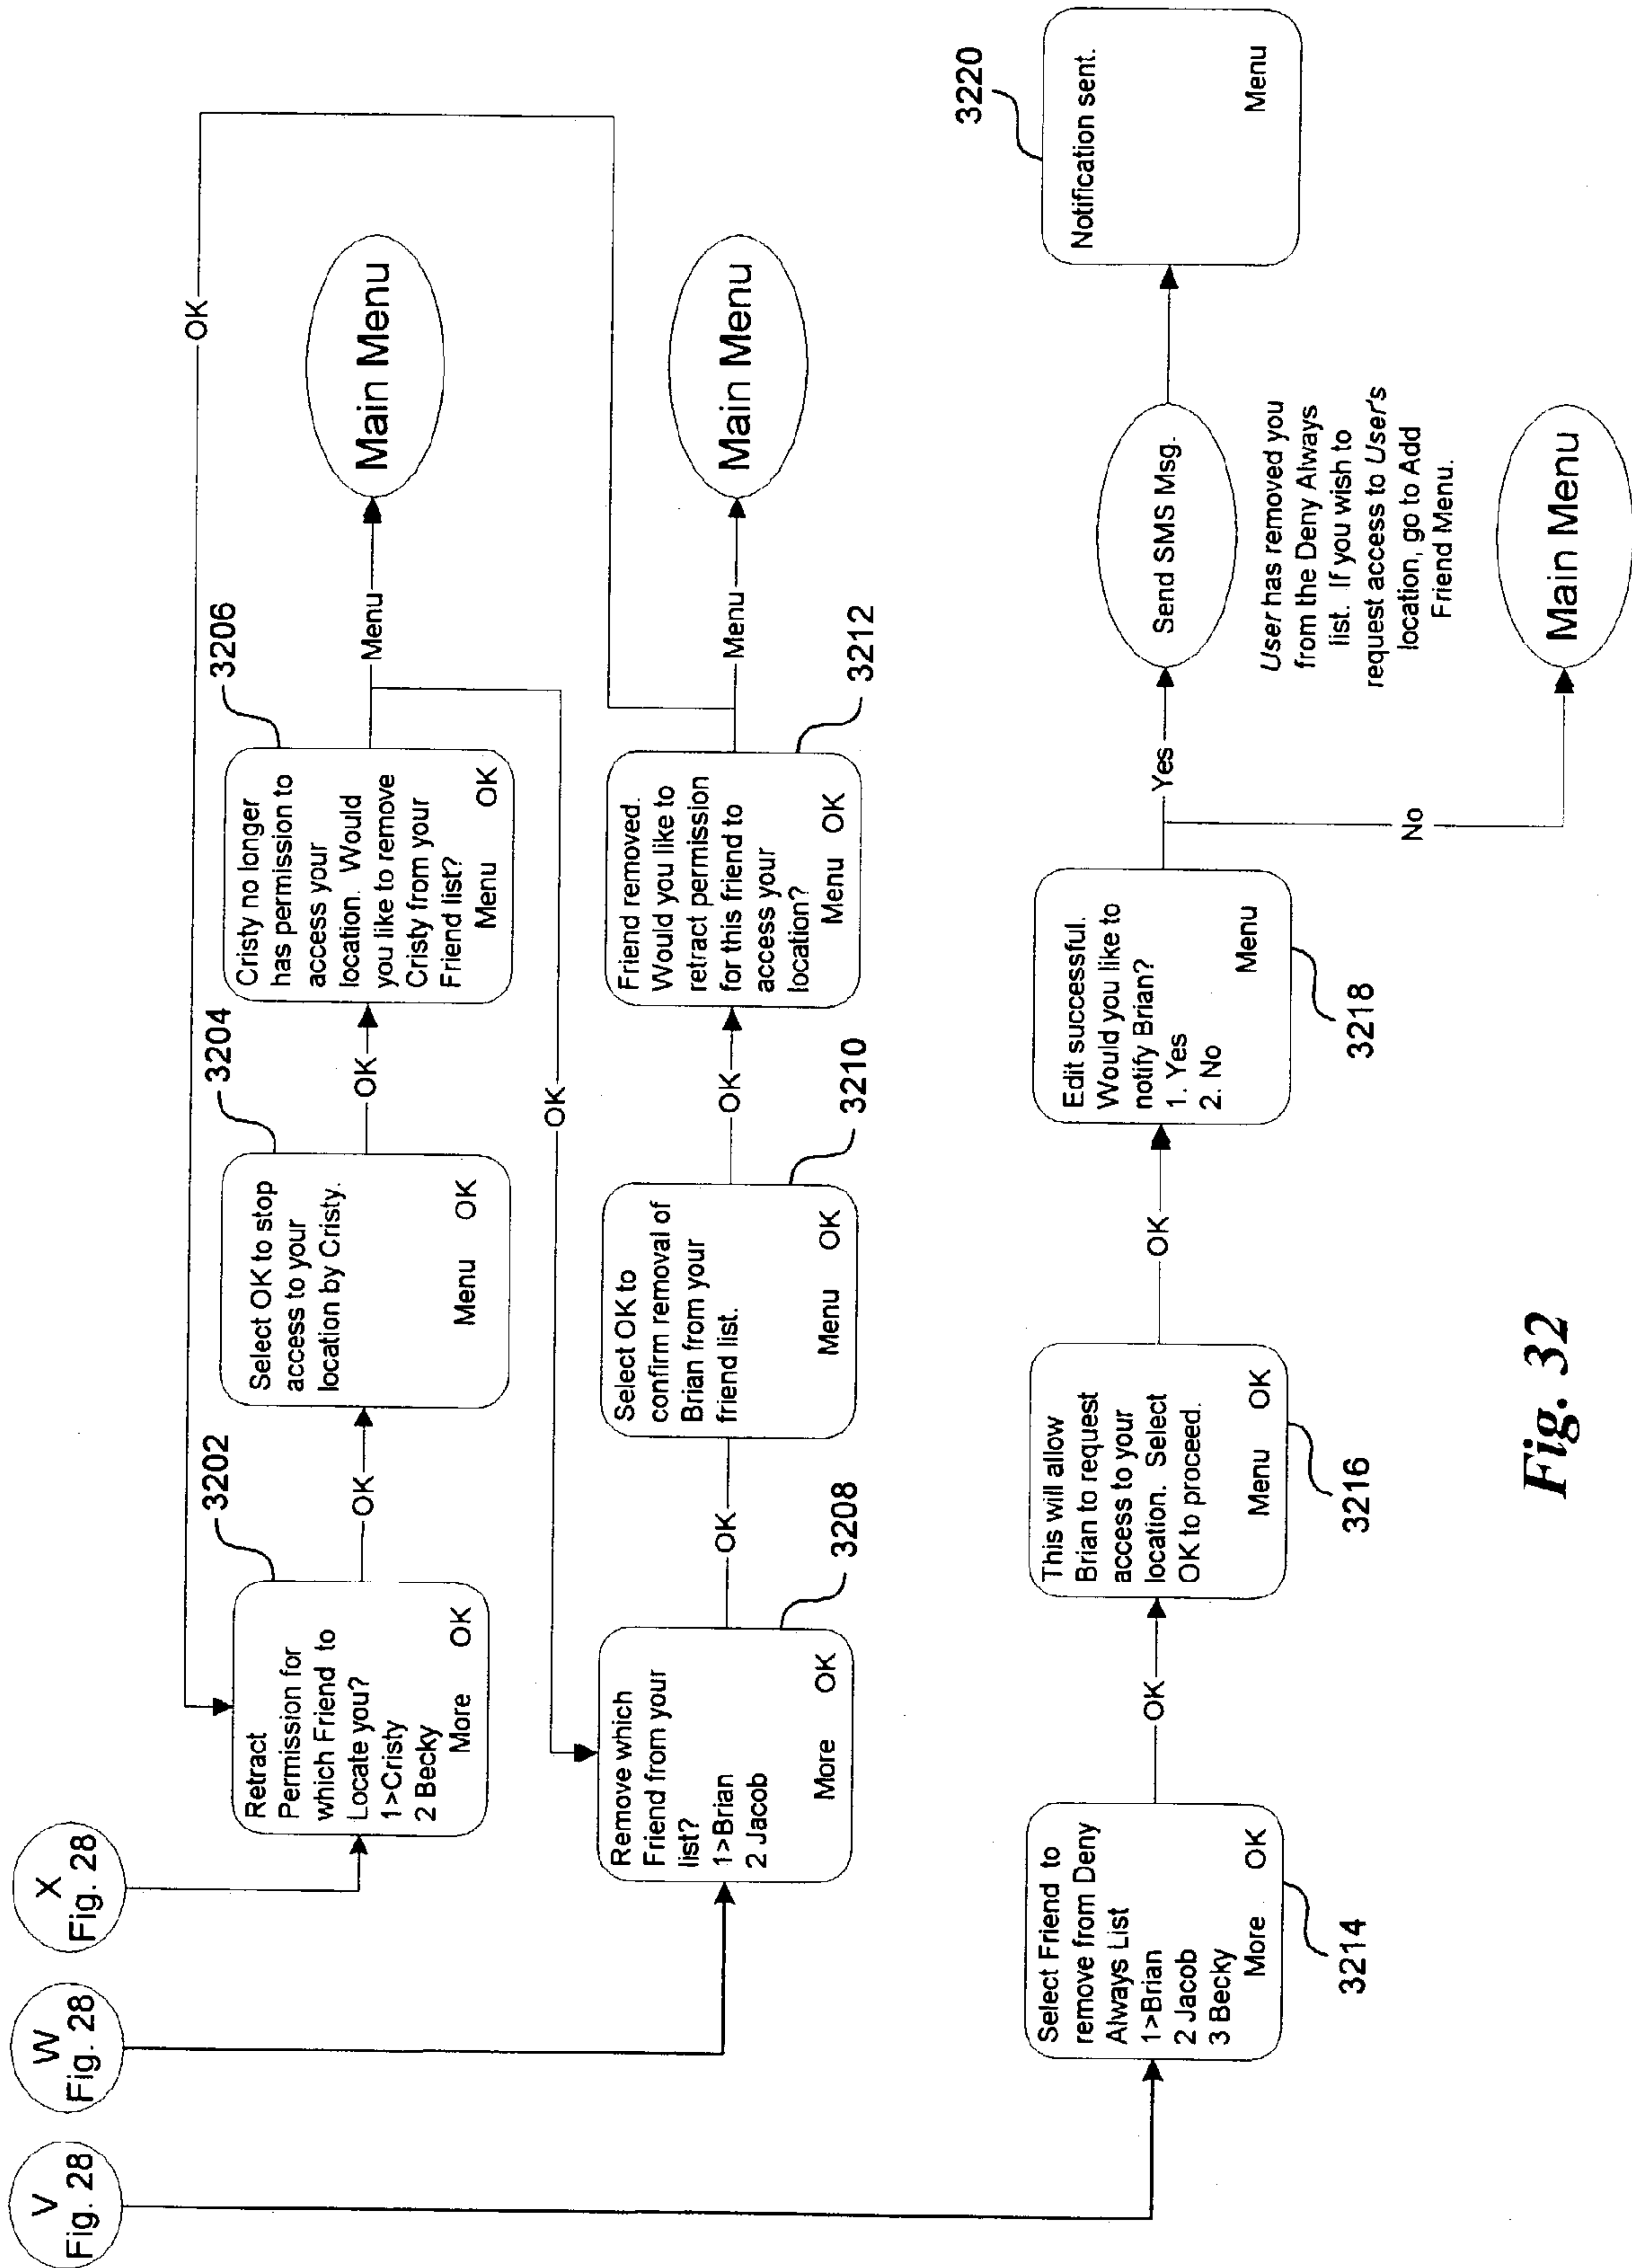 V
Fig. 28
W
Fig. 28
X
Fig. 28
3202
Retract
Permission for
which Friend to
Locate you?
1>Cristy
2 Becky
More OK
OK
3204
Select OK to stop
access to your
location by Cristy.
Menu OK
OK
3206
Cristy no longer
has permission to
access your
location. Would
you like to remove
Cristy from your
Friend list?
Menu OK
Menu
Main Menu
OK
OK
Remove which
Friend from your
list?
1>Brian
2 Jacob
More OK
3208
OK
Select OK to
confirm removal of
Brian from your
friend list.
Menu OK
3210
OK
Friend removed.
Would you like to
retract permission
for this friend to
access your
location?
Menu OK
3212
Menu
Main Menu
Select Friend to
remove from Deny
Always List
1>Brian
2 Jacob
3 Becky
More OK
3214
OK
This will allow
Brian to request
access to your
location. Select
OK to proceed.
Menu OK
3216
OK
Edit successful.
Would you like to
notify Brian?
1. Yes
2. No
Menu
3218
Yes
No
Send SMS Msg.
User has removed you
from the Deny Always
list. If you wish to
request access to User's
location, go to Add
Friend Menu.
Main Menu
3220
Notification sent.
Menu
Fig. 32